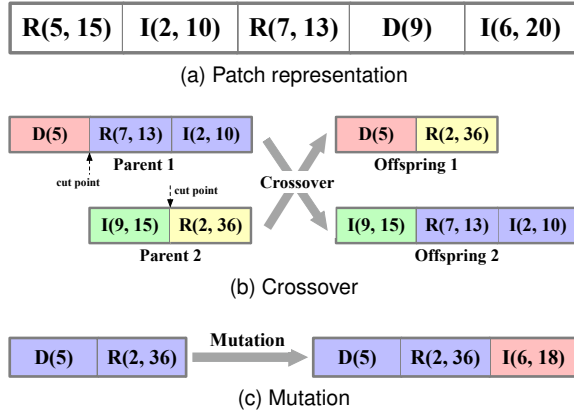 R(5, 15) I(2, 10) R(7, 13) D(9) I(6, 20)
(a) Patch representation
D(5) R(7, 13) I(2, 10) D(5) R(2, 36)
Parent 1 Offspring 1
cut point cut point Crossover
I(9, 15) R(2, 36) I(9, 15) R(7, 13) I(2, 10)
Parent 2 Offspring 2
(b) Crossover
Mutation
D(5) R(2, 36) D(5) R(2, 36) I(6, 18)
(c) Mutation